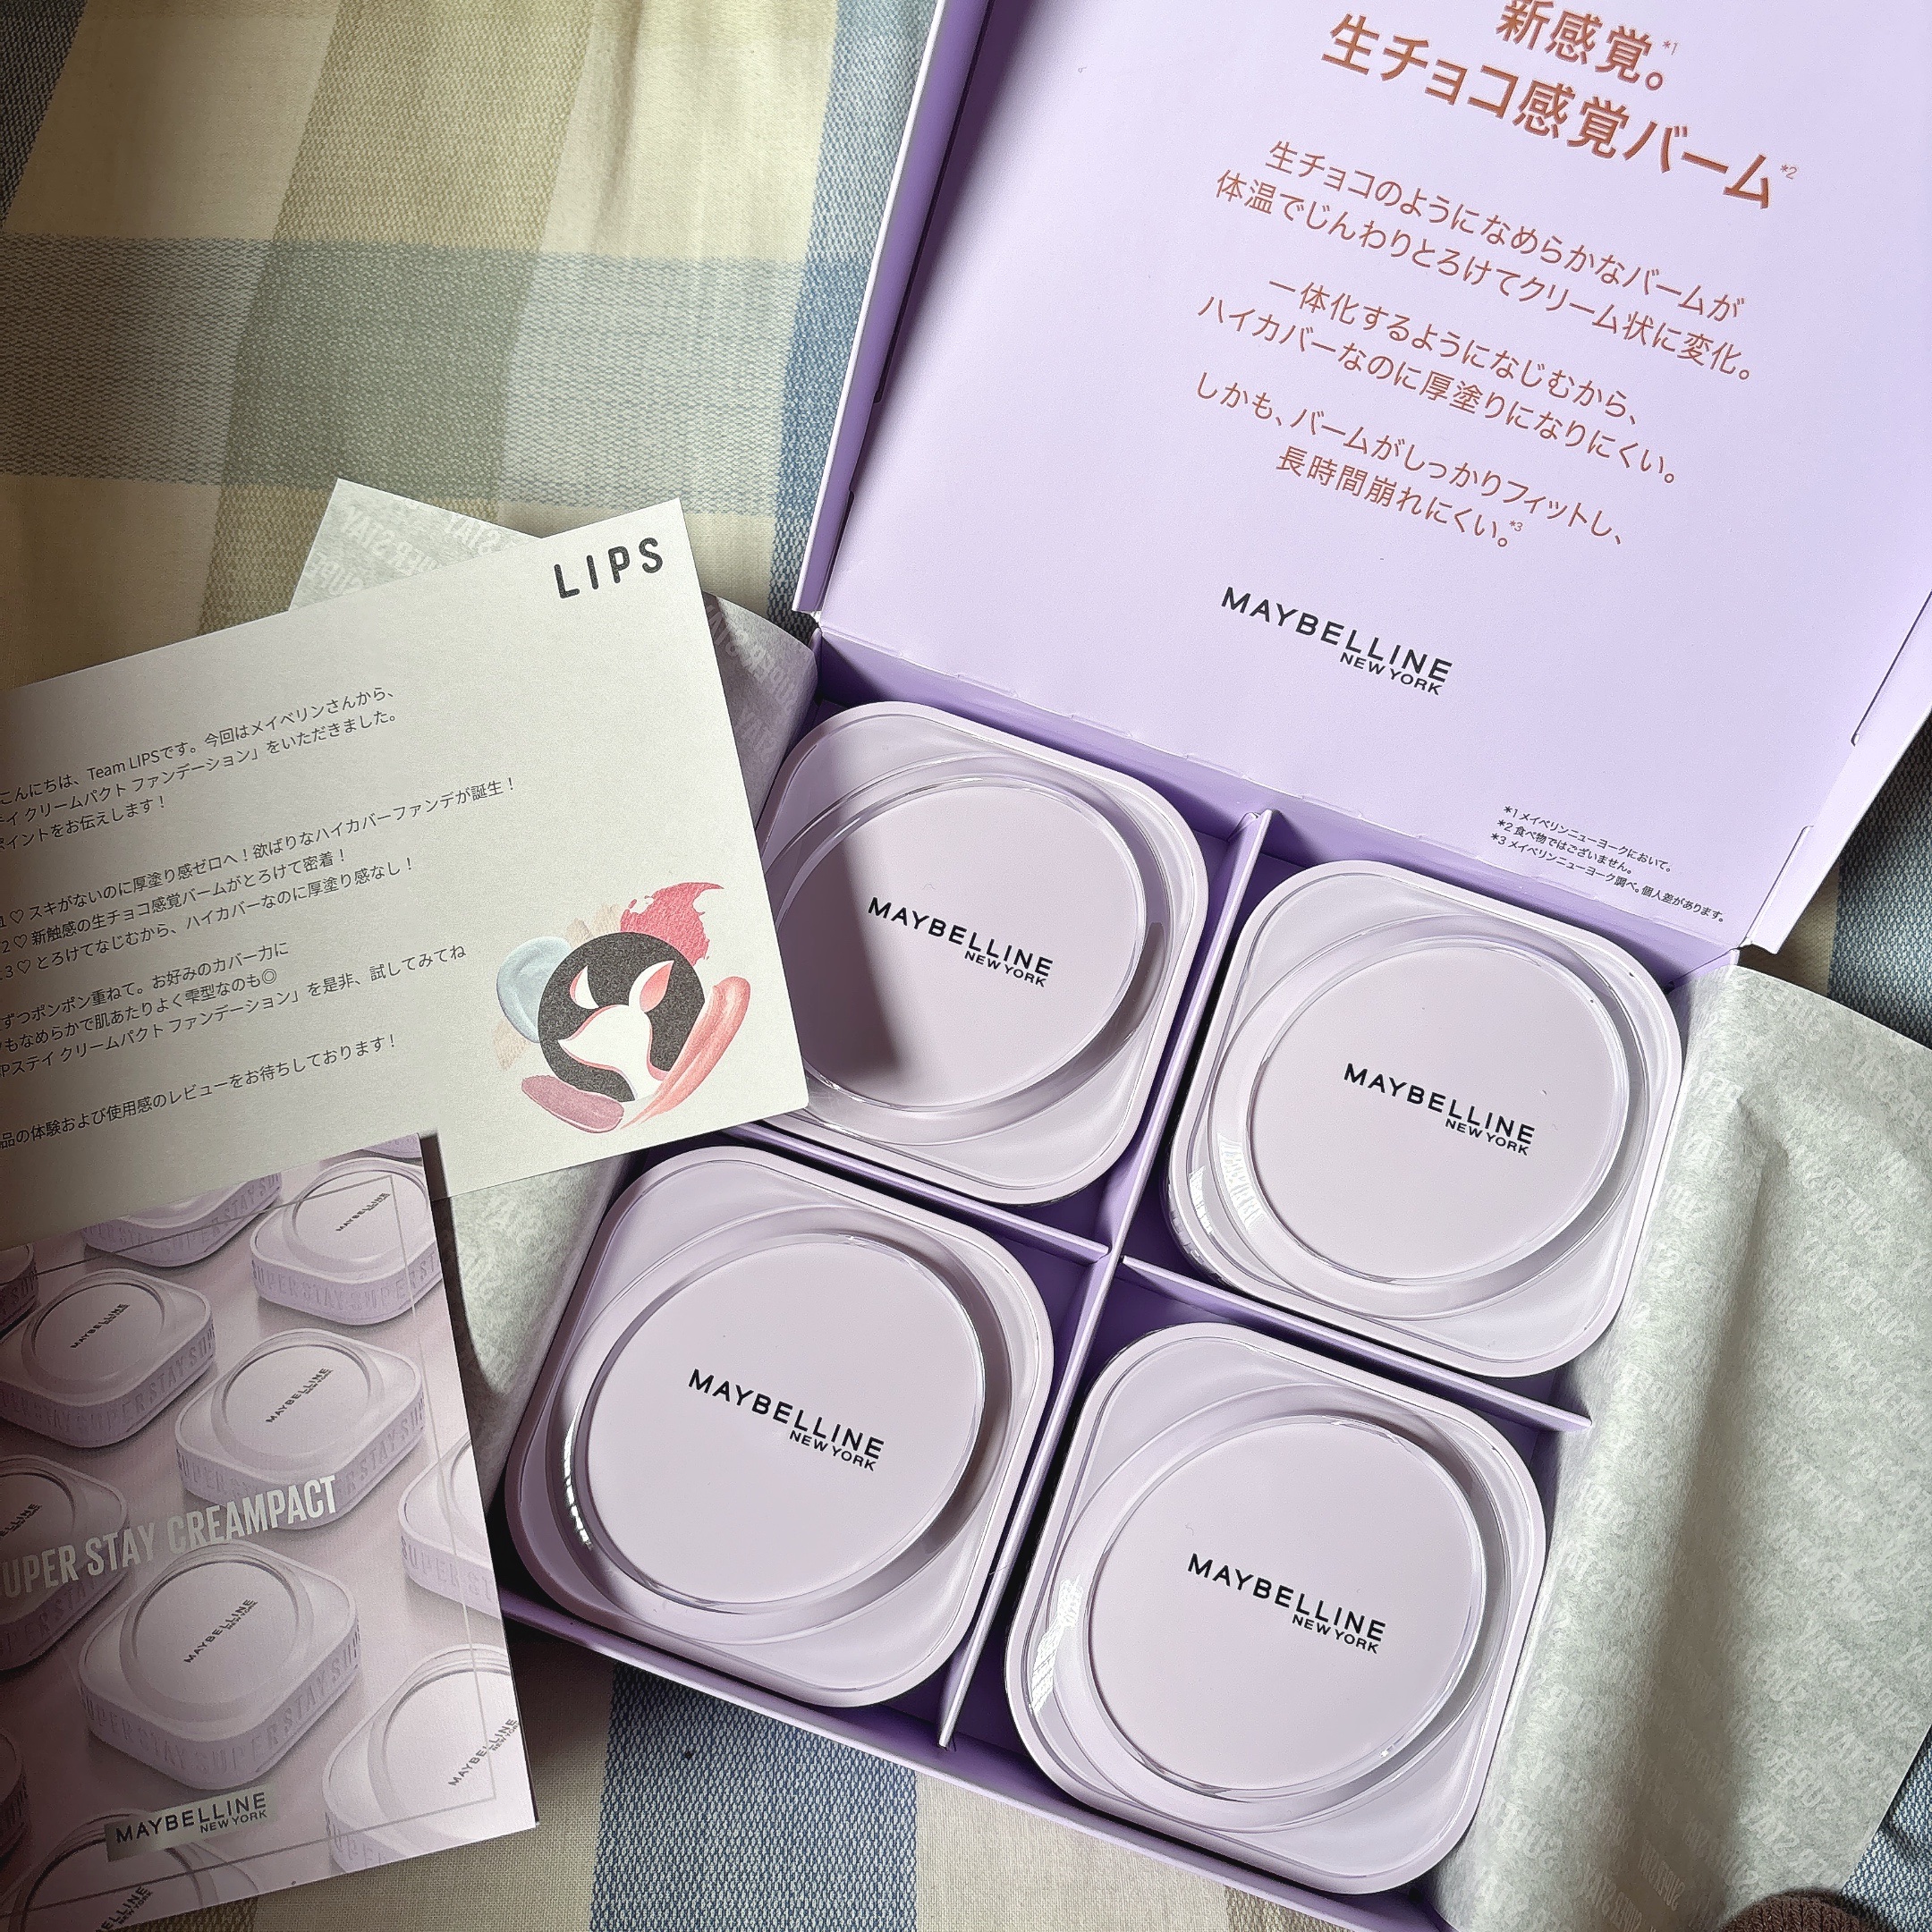 新感覚。*1
生チョコ感覚バーム*2
生チョコのようになめらかなバームが
体温でじんわりとろけてクリーム状に変化。
一体化するようになじむから、
ハイカバーなのに厚塗りになりにくい。
しかも、バームがしっかりフィットし、
長時間崩れにくい。*3
MAYBELLINE
NEW YORK
*1 メイベリンニューヨークにおいて。
*2 食べ物ではございません。
*3 メイベリンニューヨーク調べ。個人差があります。
LIPS
こんにちは、Team LIPSです。今回はメイベリンさんから、
イ クリームパクト ファンデーション」をいただきました。
イントをお伝えします！
1♡スキがないのに厚塗り感ゼロへ！欲ばりなハイカバーファンデが誕生！
2♡新触感の生チョコ感覚バームがとろけて密着！
3♡とろけてなじむから、ハイカバーなのに厚塗り感なし！
ずつポンポン重ねて。お好みのカバー力に
もなめらかで肌あたりよく雫型なのも◎
ステイ クリームパクト ファンデーション」を是非、試してみてね
品の体験および使用感のレビューをお待ちしております！
MAYBELLINE
NEW YORK
MAYBELLINE
NEW YORK
MAYBELLINE
NEW YORK
MAYBELLINE
NEW YORK
UPER STAY CREAMPACT
MAYBELLINE
NEW YORK